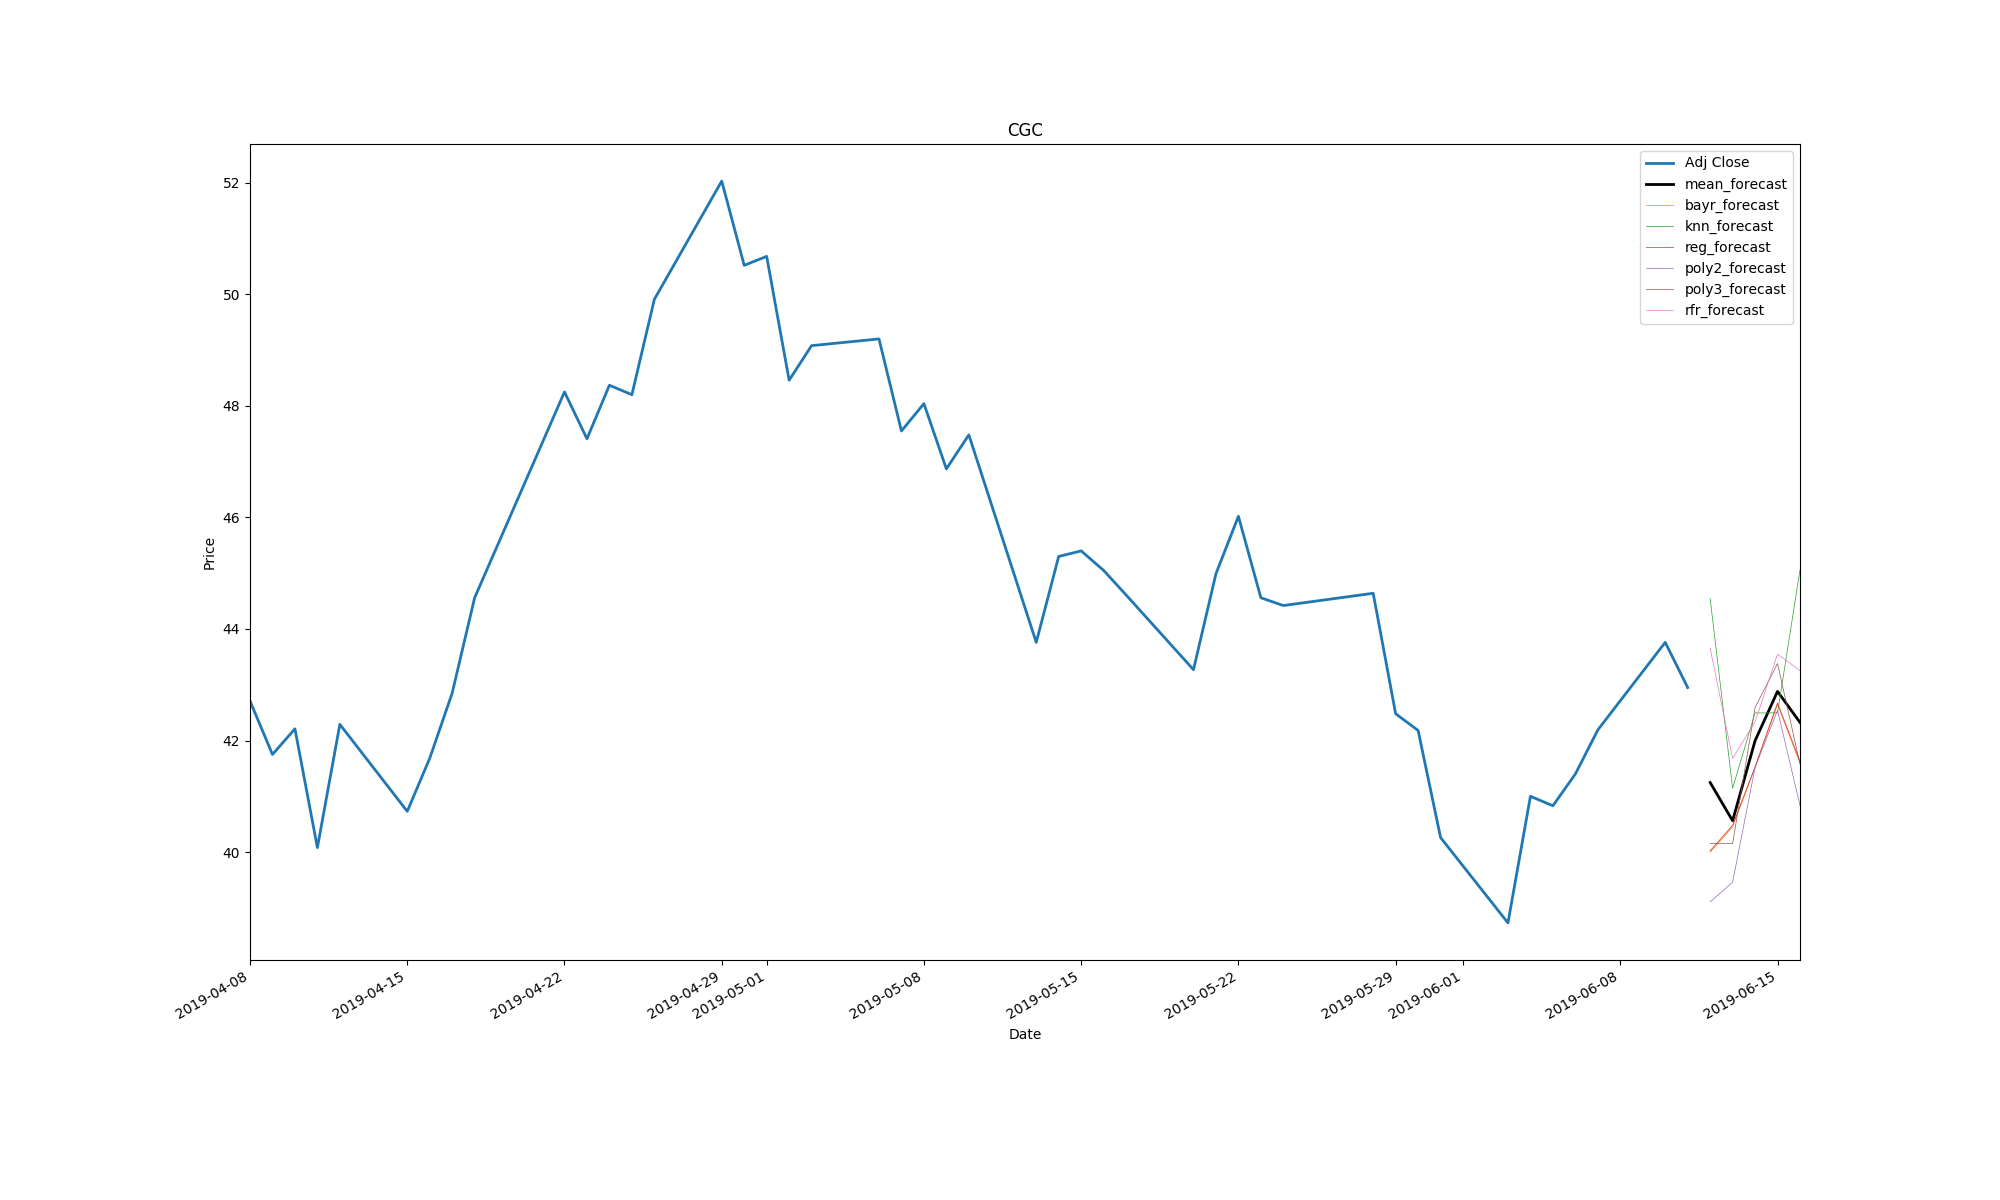 CGC
Adj Close
mean_forecast
bayr_forecast
knn_forecast
reg_forecast
poly2_forecast
poly3_forecast
rfr_forecast
52
50
48
46
44
42
40
Price
2019-04-08
2019-04-15
2019-04-22
2019-04-29
2019-05-01
2019-05-08
2019-05-15
2019-05-22
2019-05-29
2019-06-01
2019-06-08
2019-06-15
Date